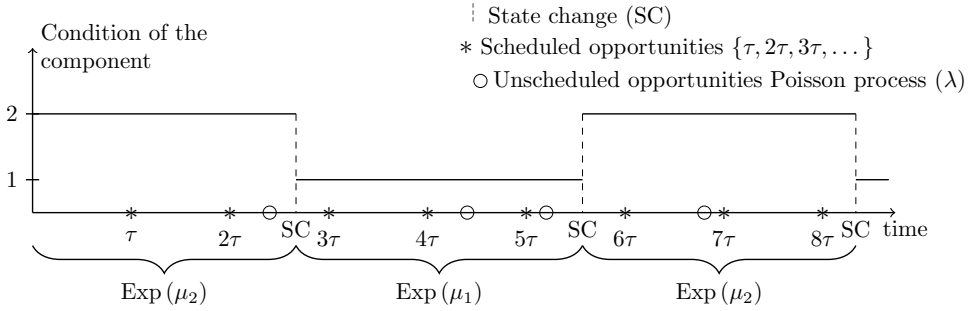 State change (SC)
Condition of the
component
* Scheduled opportunities {τ, 2τ, 3τ, . . . }
Unscheduled opportunities Poisson process (λ)
2
1
τ 2τ SC 3τ 4τ 5τ SC 6τ 7τ 8τ SC time
Exp (μ₂) Exp (μ₁) Exp (μ₂)